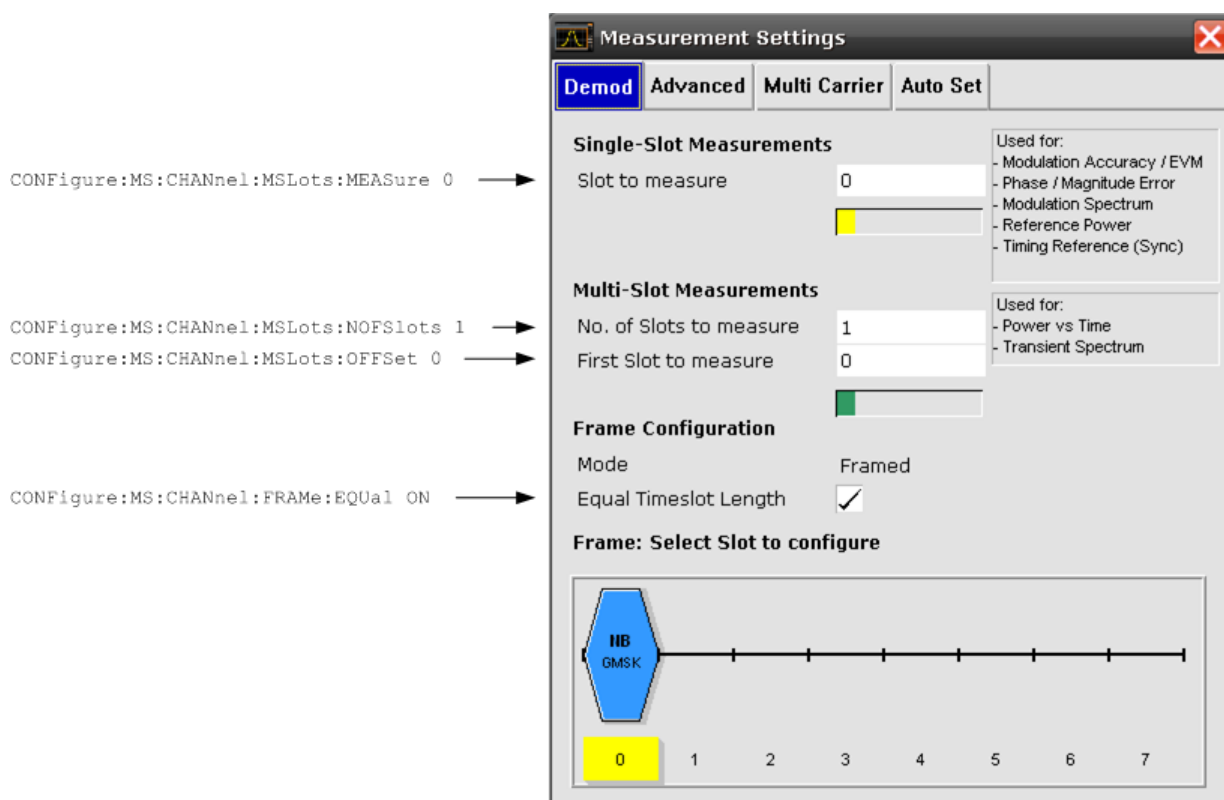 Measurement Settings
Demod Advanced Multi Carrier Auto Set
Single-Slot Measurements
CONFigure:MS:CHANnel:MSLots:MEASure 0
Slot to measure 0
Used for:
- Modulation Accuracy / EVM
- Phase / Magnitude Error
- Modulation Spectrum
- Reference Power
- Timing Reference (Sync)
Multi-Slot Measurements
CONFigure:MS:CHANnel:MSLots:NOFSlots 1
No. of Slots to measure 1
CONFigure:MS:CHANnel:MSLots:OFFSet 0
First Slot to measure 0
Used for:
- Power vs Time
- Transient Spectrum
Frame Configuration
Mode Framed
CONFigure:MS:CHANnel:FRAMe:EQUal ON
Equal Timeslot Length
Frame: Select Slot to configure
NB
GMSK
0 1 2 3 4 5 6 7